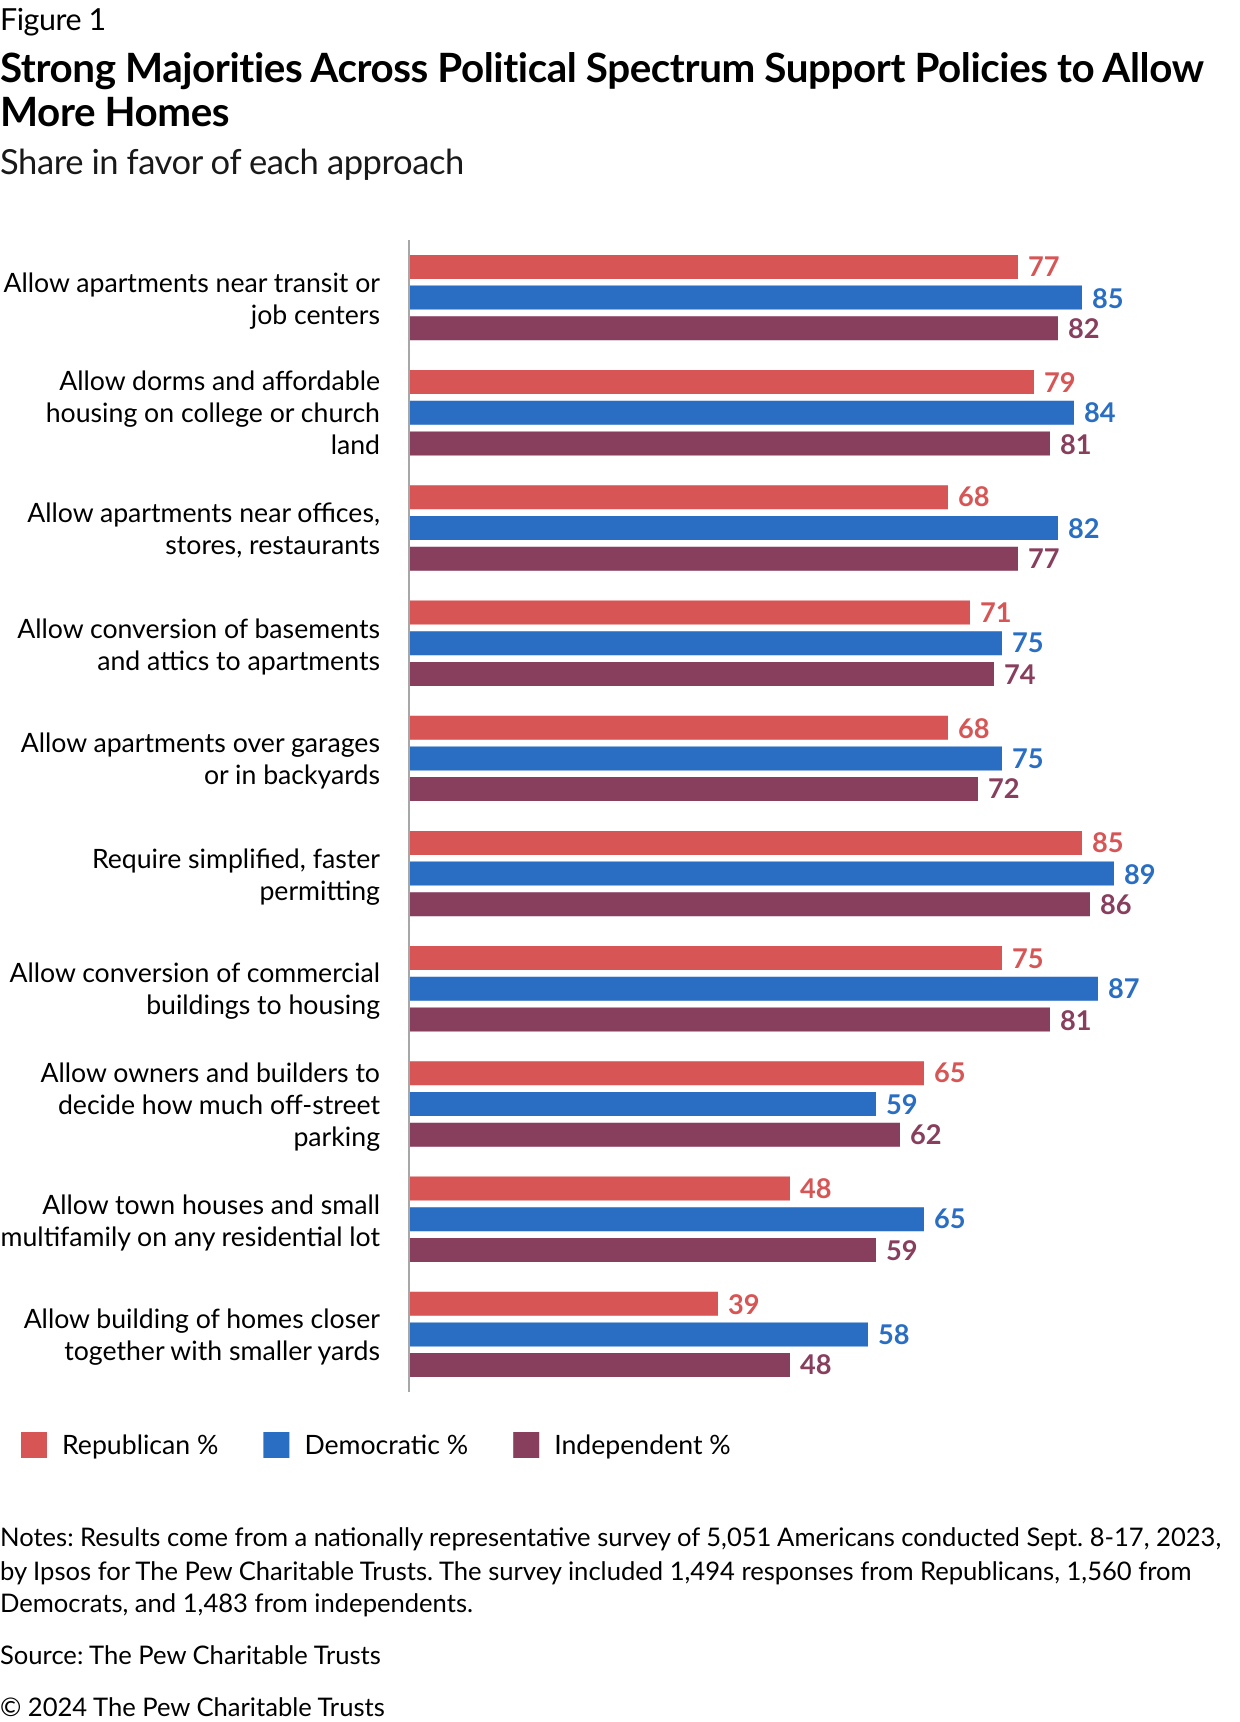 Figure 1
Strong Majorities Across Political Spectrum Support Policies to Allow
More Homes
Share in favor of each approach
Allow apartments near transit or
job centers
77
85
82
Allow dorms and affordable
housing on college or church
land
79
84
81
Allow apartments near offices,
stores, restaurants
68
82
77
Allow conversion of basements
and attics to apartments
71
75
74
Allow apartments over garages
or in backyards
68
75
72
Require simplified, faster
permitting
85
89
86
Allow conversion of commercial
buildings to housing
75
87
81
Allow owners and builders to
decide how much off-street
parking
65
59
62
Allow town houses and small
multifamily on any residential lot
48
65
59
Allow building of homes closer
together with smaller yards
39
58
48
Republican % Democratic % Independent %
Notes: Results come from a nationally representative survey of 5,051 Americans conducted Sept. 8-17, 2023,
by Ipsos for The Pew Charitable Trusts. The survey included 1,494 responses from Republicans, 1,560 from
Democrats, and 1,483 from independents.
Source: The Pew Charitable Trusts
© 2024 The Pew Charitable Trusts